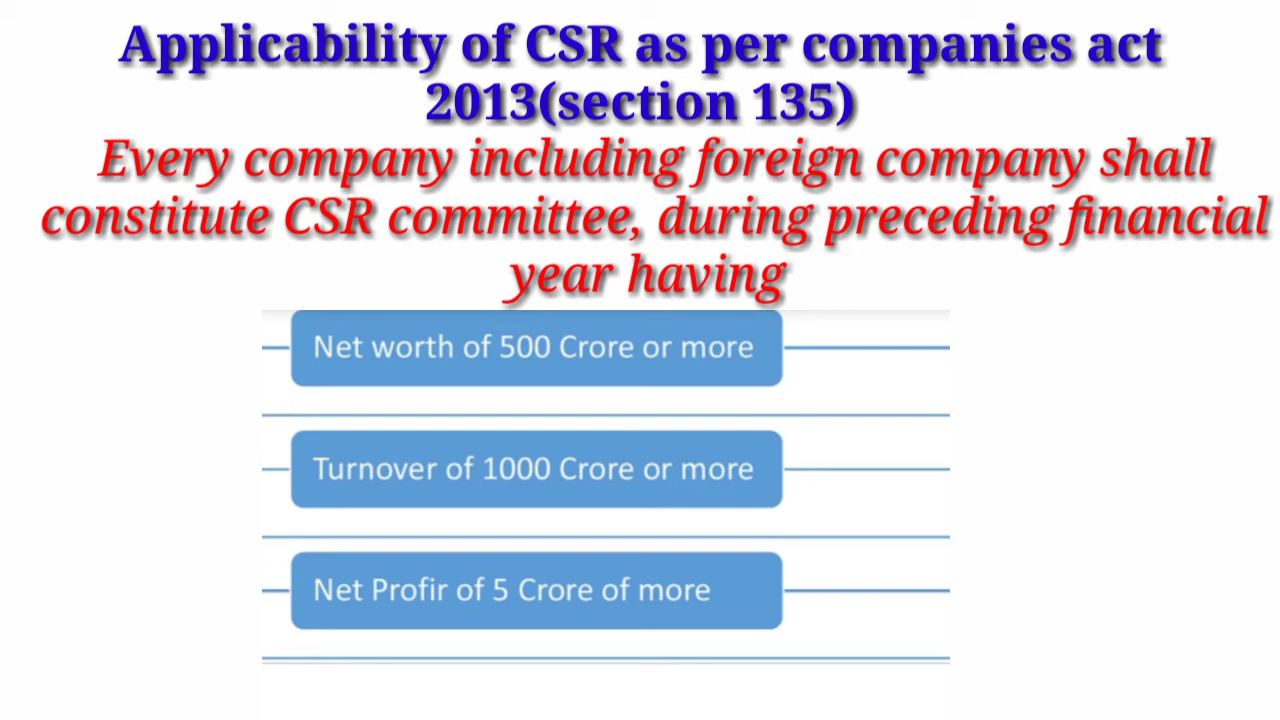 Applicability of CSR as per companies act
2013(section 135)
Every company including foreign company shall
constitute CSR committee, during preceding financial
year having
Net worth of 500 Crore or more
Turnover of 1000 Crore or more
Net Profir of 5 Crore of more